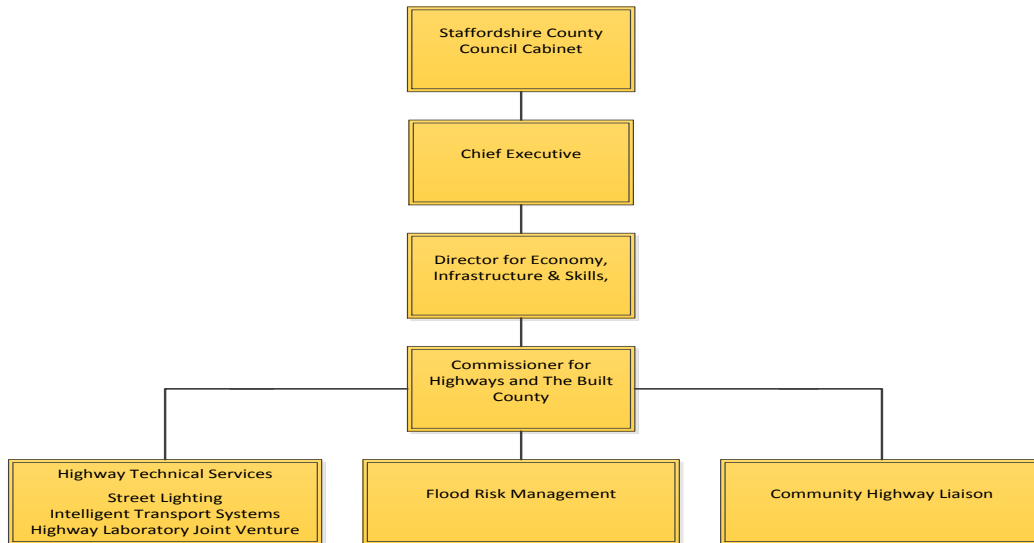 Staffordshire County
Council Cabinet
Chief Executive
Director for Economy,
Infrastructure & Skills,
Commissioner for
Highways and The Built
County
Highway Technical Services
Street Lighting
Intelligent Transport Systems
Highway Laboratory Joint Venture
Flood Risk Management
Community Highway Liaison